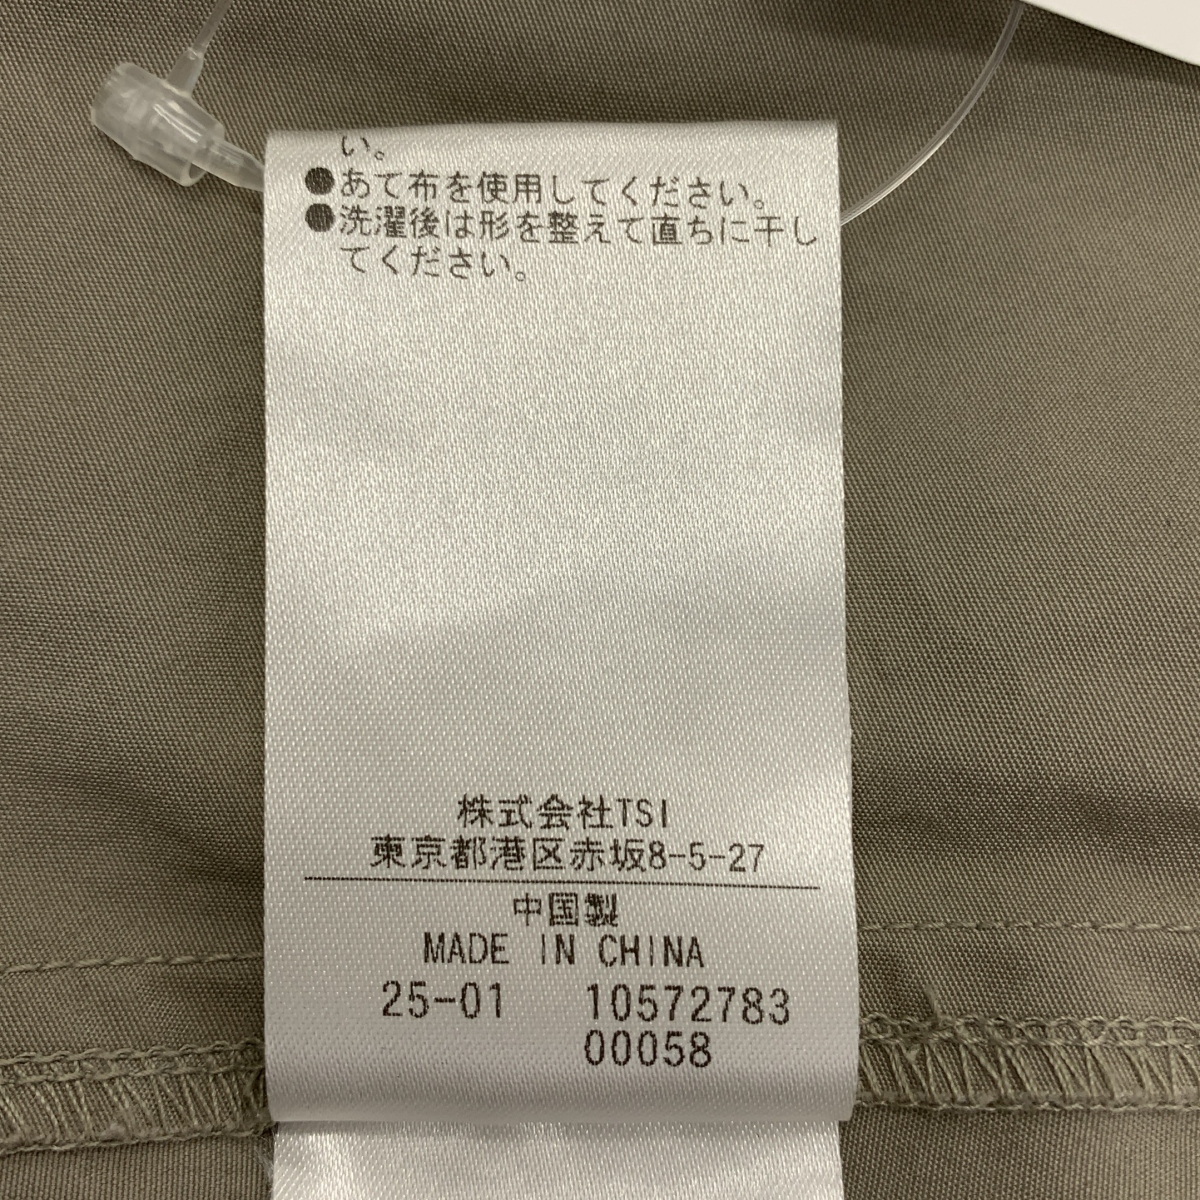 い。
●あて布を使用してください。
●洗濯後は形を整えて直ちに干し
てください。
株式会社TSI
東京都港区赤坂8-5-27
中国製
MADE IN CHINA
25-01 10572783
00058